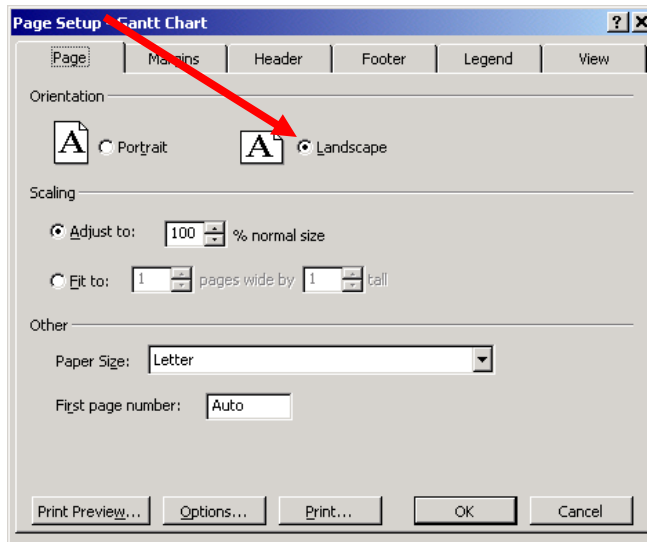 Page Setup - Gantt Chart
Page Margins Header Footer Legend View
Orientation
A Portrait A Landscape
Scaling
Adjust to: 100 % normal size
Fit to: 1 pages wide by 1 tall
Other
Paper Size: Letter
First page number: Auto
Print Preview... Options... Print... OK Cancel